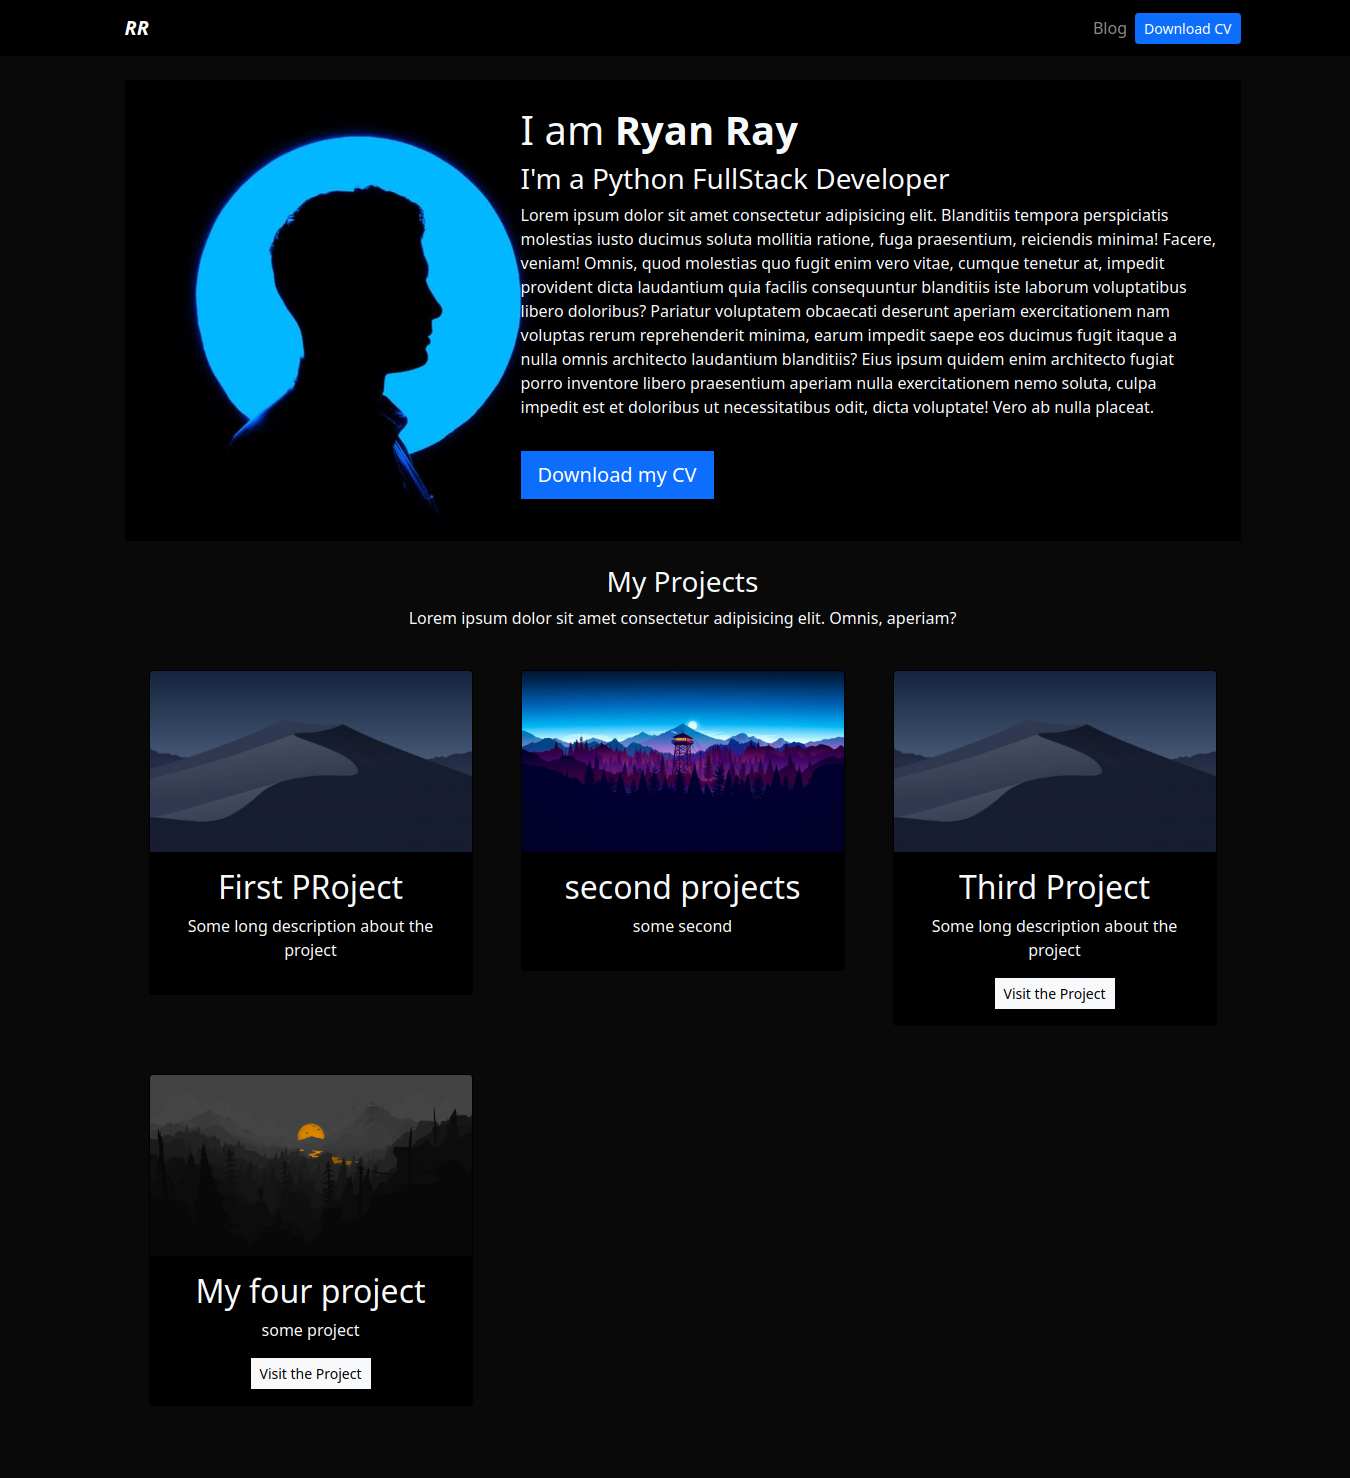 RR
Blog
Download CV
I am Ryan Ray
I'm a Python FullStack Developer
Lorem ipsum dolor sit amet consectetur adipisicing elit. Blanditiis tempora perspiciatis
molestias iusto ducimus soluta mollitia ratione, fuga praesentium, reiciendis minima! Facere,
veniam! Omnis, quod molestias quo fugit enim vero vitae, cumque tenetur at, impedit
provident dicta laudantium quia facilis consequuntur blanditiis iste laborum voluptatibus
libero doloribus? Pariatur voluptatem obcaecati deserunt aperiam exercitationem nam
voluptas rerum reprehenderit minima, earum impedit saepe eos ducimus fugit itaque a
nulla omnis architecto laudantium blanditiis? Eius ipsum quidem enim architecto fugiat
porro inventore libero praesentium aperiam nulla exercitationem nemo soluta, culpa
impedit est et doloribus ut necessitatibus odit, dicta voluptate! Vero ab nulla placeat.
Download my CV
My Projects
Lorem ipsum dolor sit amet consectetur adipisicing elit. Omnis, aperiam?
First PRoject
Some long description about the
project
second projects
some second
Third Project
Some long description about the
project
Visit the Project
My four project
some project
Visit the Project